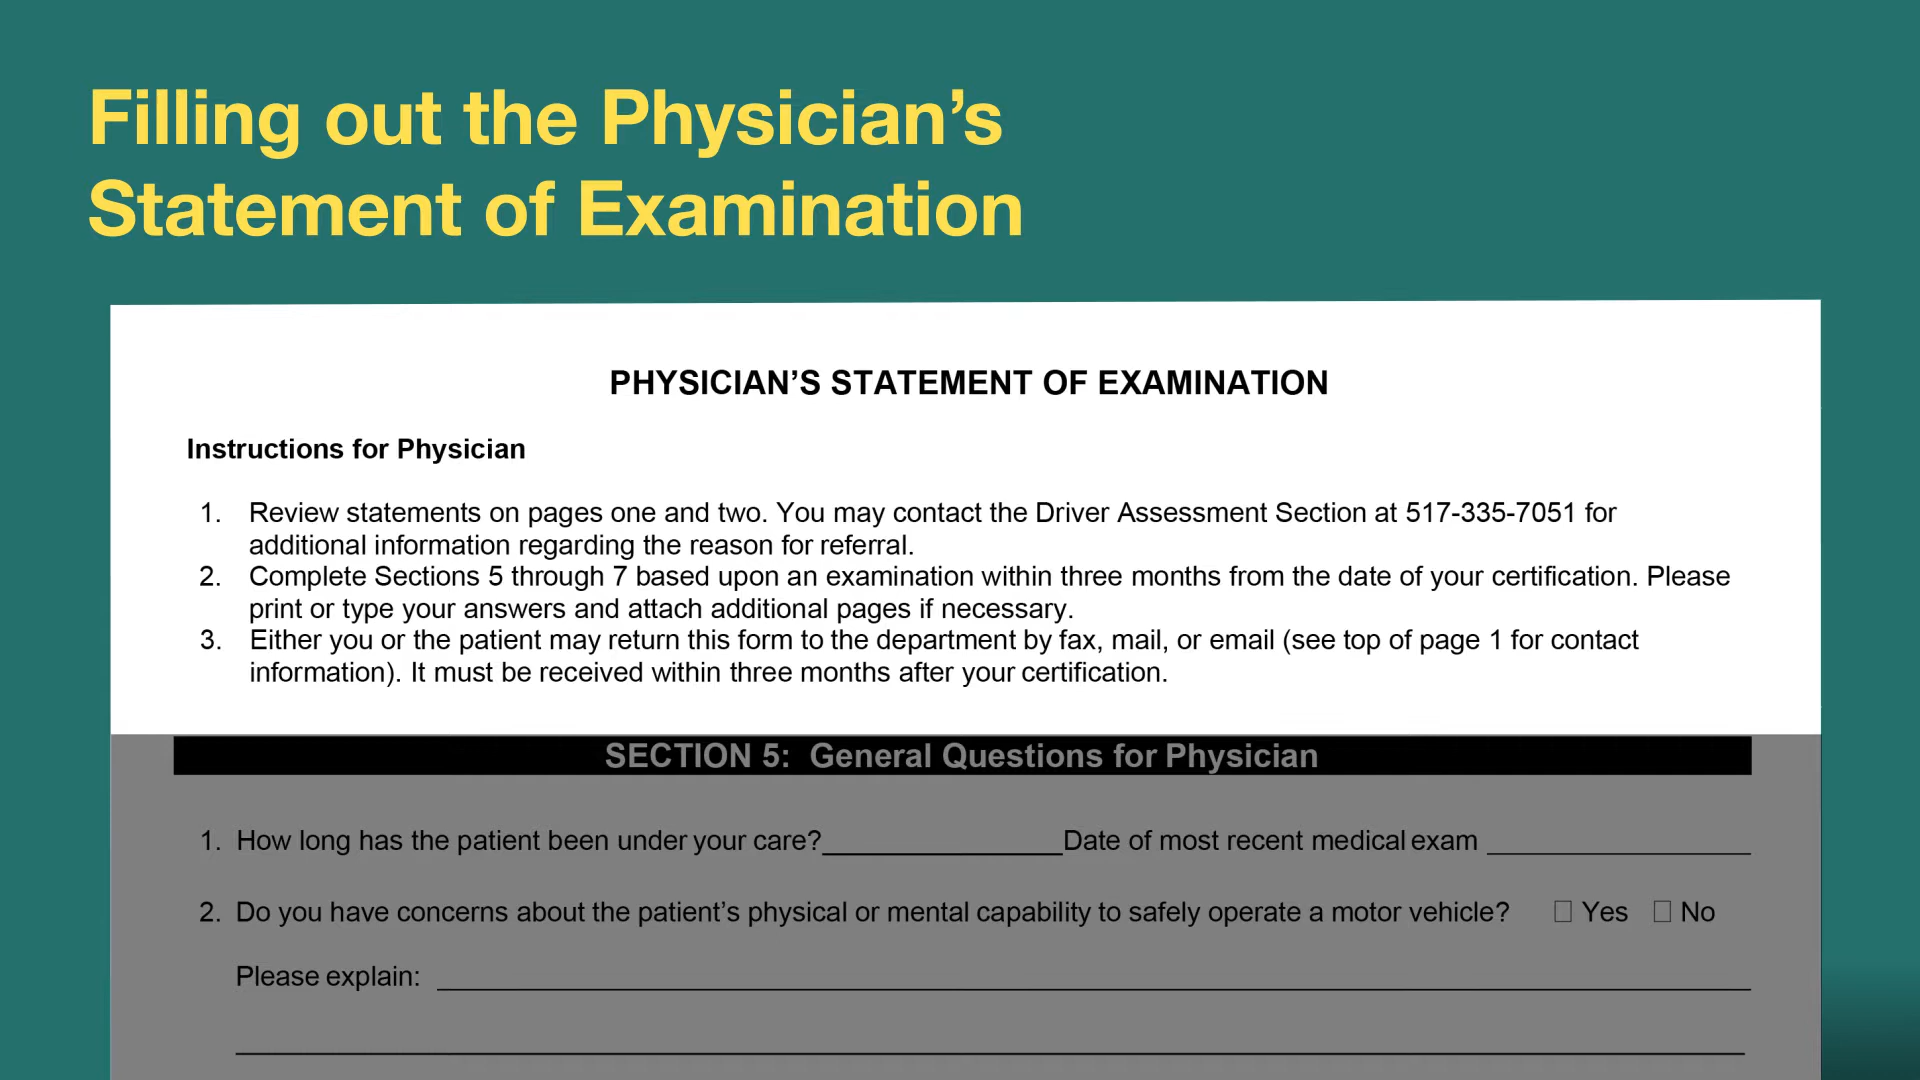 Filling out the Physician’s
Statement of Examination
PHYSICIAN’S STATEMENT OF EXAMINATION
Instructions for Physician
1. Review statements on pages one and two. You may contact the Driver Assessment Section at 517-335-7051 for
additional information regarding the reason for referral.
2. Complete Sections 5 through 7 based upon an examination within three months from the date of your certification. Please
print or type your answers and attach additional pages if necessary.
3. Either you or the patient may return this form to the department by fax, mail, or email (see top of page 1 for contact
information). It must be received within three months after your certification.
SECTION 5: General Questions for Physician
1. How long has the patient been under your care?________________Date of most recent medical exam __________________
2. Do you have concerns about the patient’s physical or mental capability to safely operate a motor vehicle? ☐ Yes ☐ No
Please explain: ______________________________